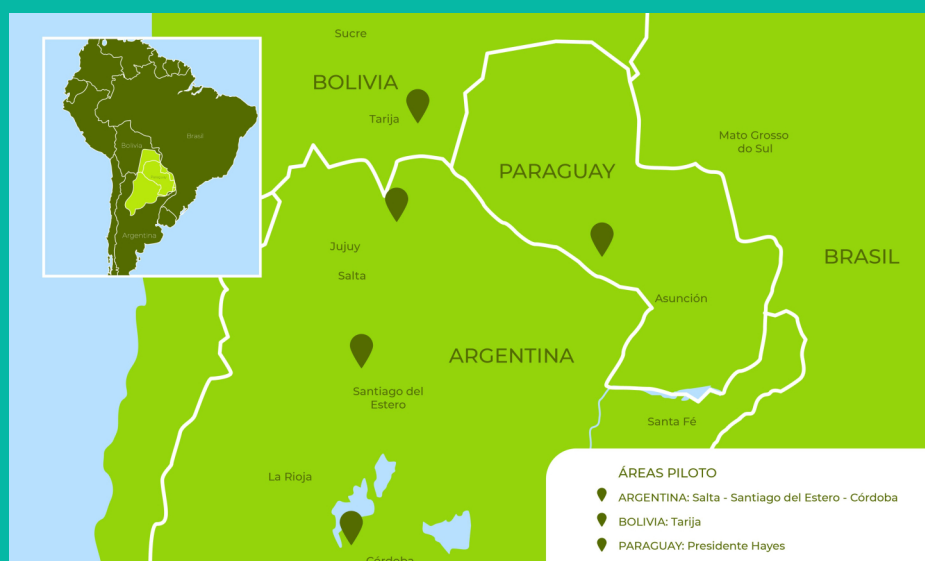 Sucre
BOLIVIA
Tarija
Mato Grosso
do Sul
PARAGUAY
Bolivia
Brasil
Argentina
Jujuy
Salta
BRASIL
Asunción
ARGENTINA
Santiago del
Estero
Santa Fé
La Rioja
Córdoba
ÁREAS PILOTO
ARGENTINA: Salta - Santiago del Estero - Córdoba
BOLIVIA: Tarija
PARAGUAY: Presidente Hayes